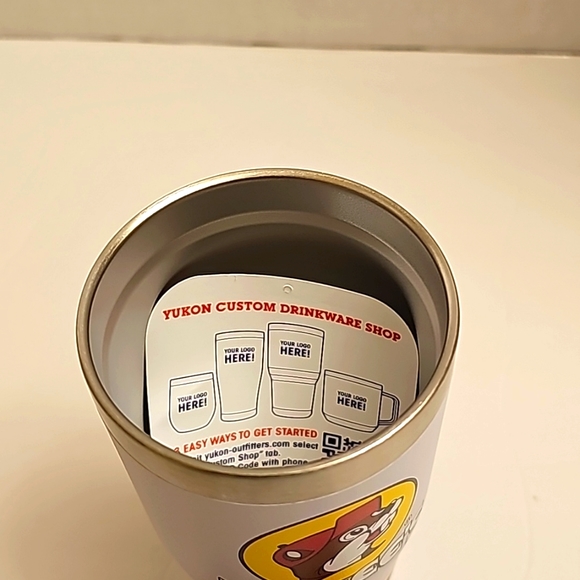 YUKON CUSTOM DRINKWARE SHOP
YOUR LOGO
HERE!
YOUR LOGO
HERE!
YOUR LOGO
HERE!
YOUR LOGO
HERE!
3 EASY WAYS TO GET STARTED
yukon-outfitters.com select
Shop" tab.
Code with phone